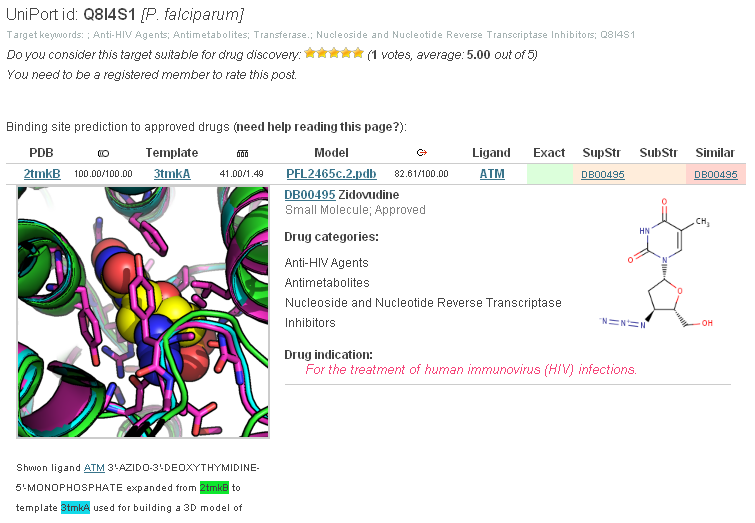 UniPort id: Q8I4S1 [P. falciparum]
Target keywords: ; Anti-HIV Agents; Antimetabolites; Transferase.; Nucleoside and Nucleotide Reverse Transcriptase Inhibitors; Q8I4S1
Do you consider this target suitable for drug discovery: (1 votes, average: 5.00 out of 5)
You need to be a registered member to rate this post.
Binding site prediction to approved drugs (need help reading this page?):
PDB Template Model Ligand Exact SupStr SubStr Similar
2tmkB 100.00/100.00 3tmkA 41.00/1.49 PFL2465c.2.pdb 82.61/100.00 ATM DB00495 DB00495
DB00495 Zidovudine
Small Molecule; Approved
Drug categories:
Anti-HIV Agents
Antimetabolites
Nucleoside and Nucleotide Reverse Transcriptase
Inhibitors
O
HN
CH₃
O
N
O
⁻N
N⁺
N
OH
Drug indication:
For the treatment of human immunovirus (HIV) infections.
Shwon ligand ATM 3'-AZIDO-3'-DEOXYTHYMIDINE-
5'-MONOPHOSPHATE expanded from 2tmkB to
template 3tmkA used for building a 3D model of